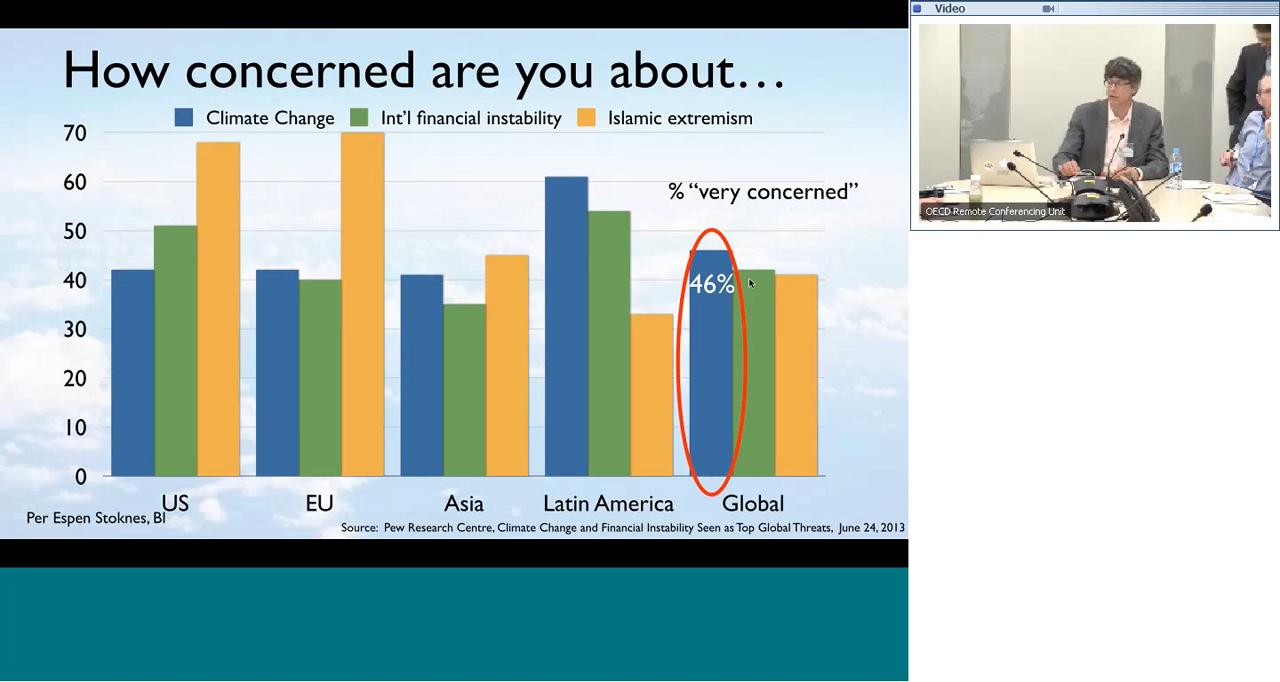 How concerned are you about…
Climate Change Int'l financial instability Islamic extremism
70
60
50
40
30
20
10
0
% “very concerned”
46%
US EU Asia Latin America Global
Per Espen Stoknes, BI
Source: Pew Research Centre, Climate Change and Financial Instability Seen as Top Global Threats, June 24, 2013
Video
OECD Remote Conferencing Unit